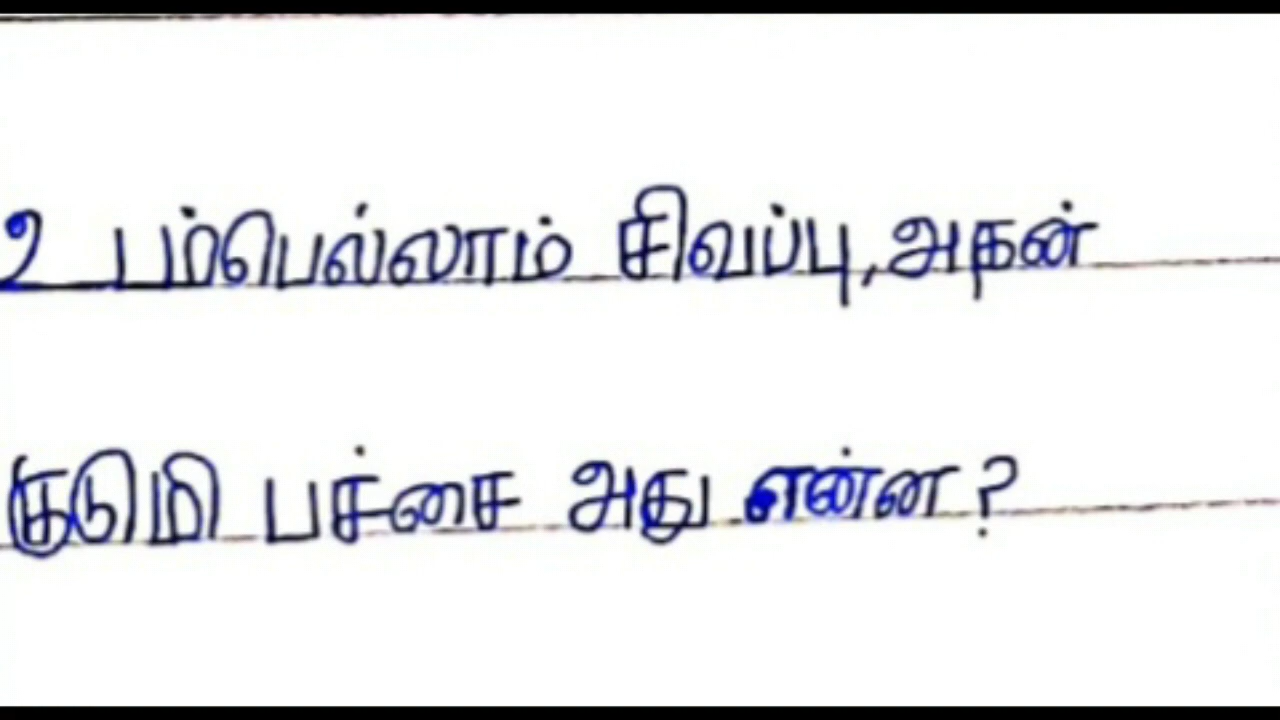 உடம்பெல்லாம் சிவப்பு, அதன்
குடுமி பச்சை அது என்ன?